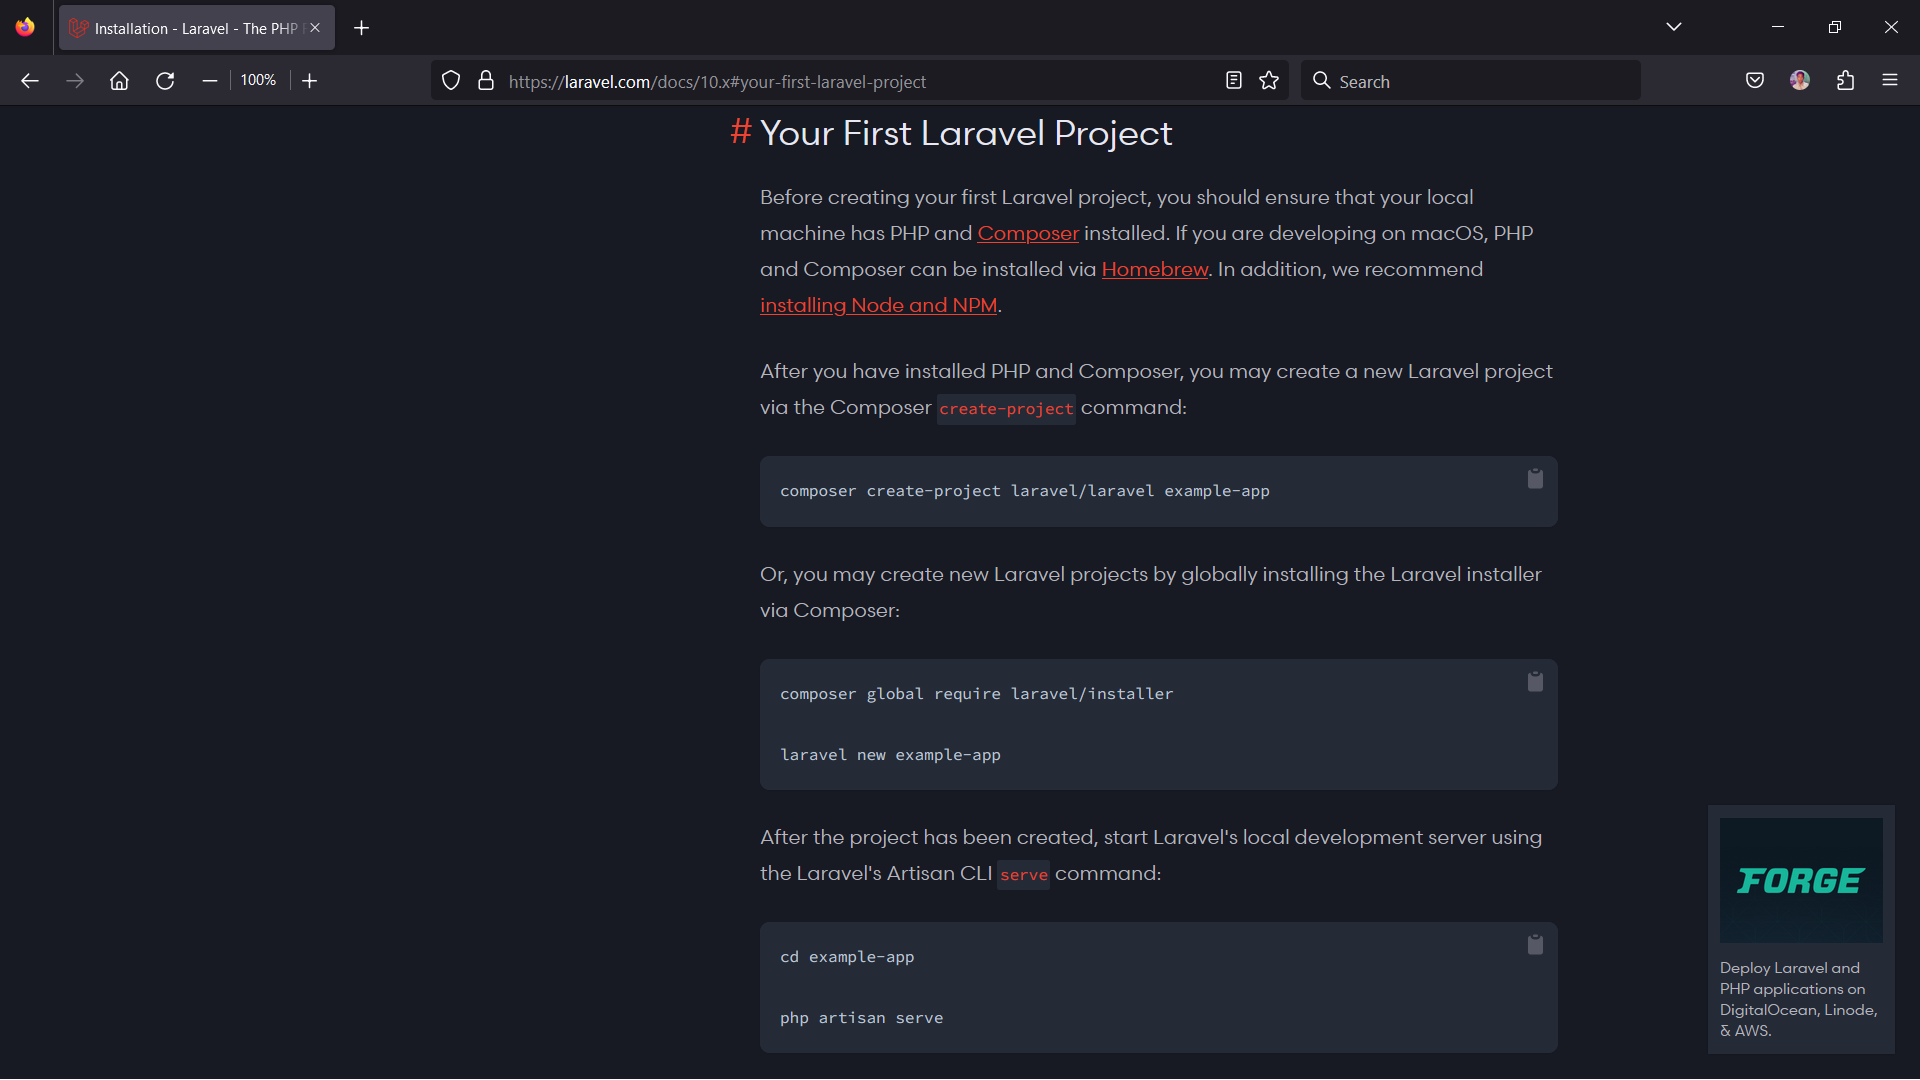 Installation - Laravel - The PHP F
100%
https://laravel.com/docs/10.x#your-first-laravel-project
Search
# Your First Laravel Project
Before creating your first Laravel project, you should ensure that your local
machine has PHP and Composer installed. If you are developing on macOS, PHP
and Composer can be installed via Homebrew. In addition, we recommend
installing Node and NPM.
After you have installed PHP and Composer, you may create a new Laravel project
via the Composer create-project command:
composer create-project laravel/laravel example-app
Or, you may create new Laravel projects by globally installing the Laravel installer
via Composer:
composer global require laravel/installer
laravel new example-app
After the project has been created, start Laravel's local development server using
the Laravel's Artisan CLI serve command:
cd example-app
php artisan serve
FORGE
Deploy Laravel and
PHP applications on
DigitalOcean, Linode,
& AWS.